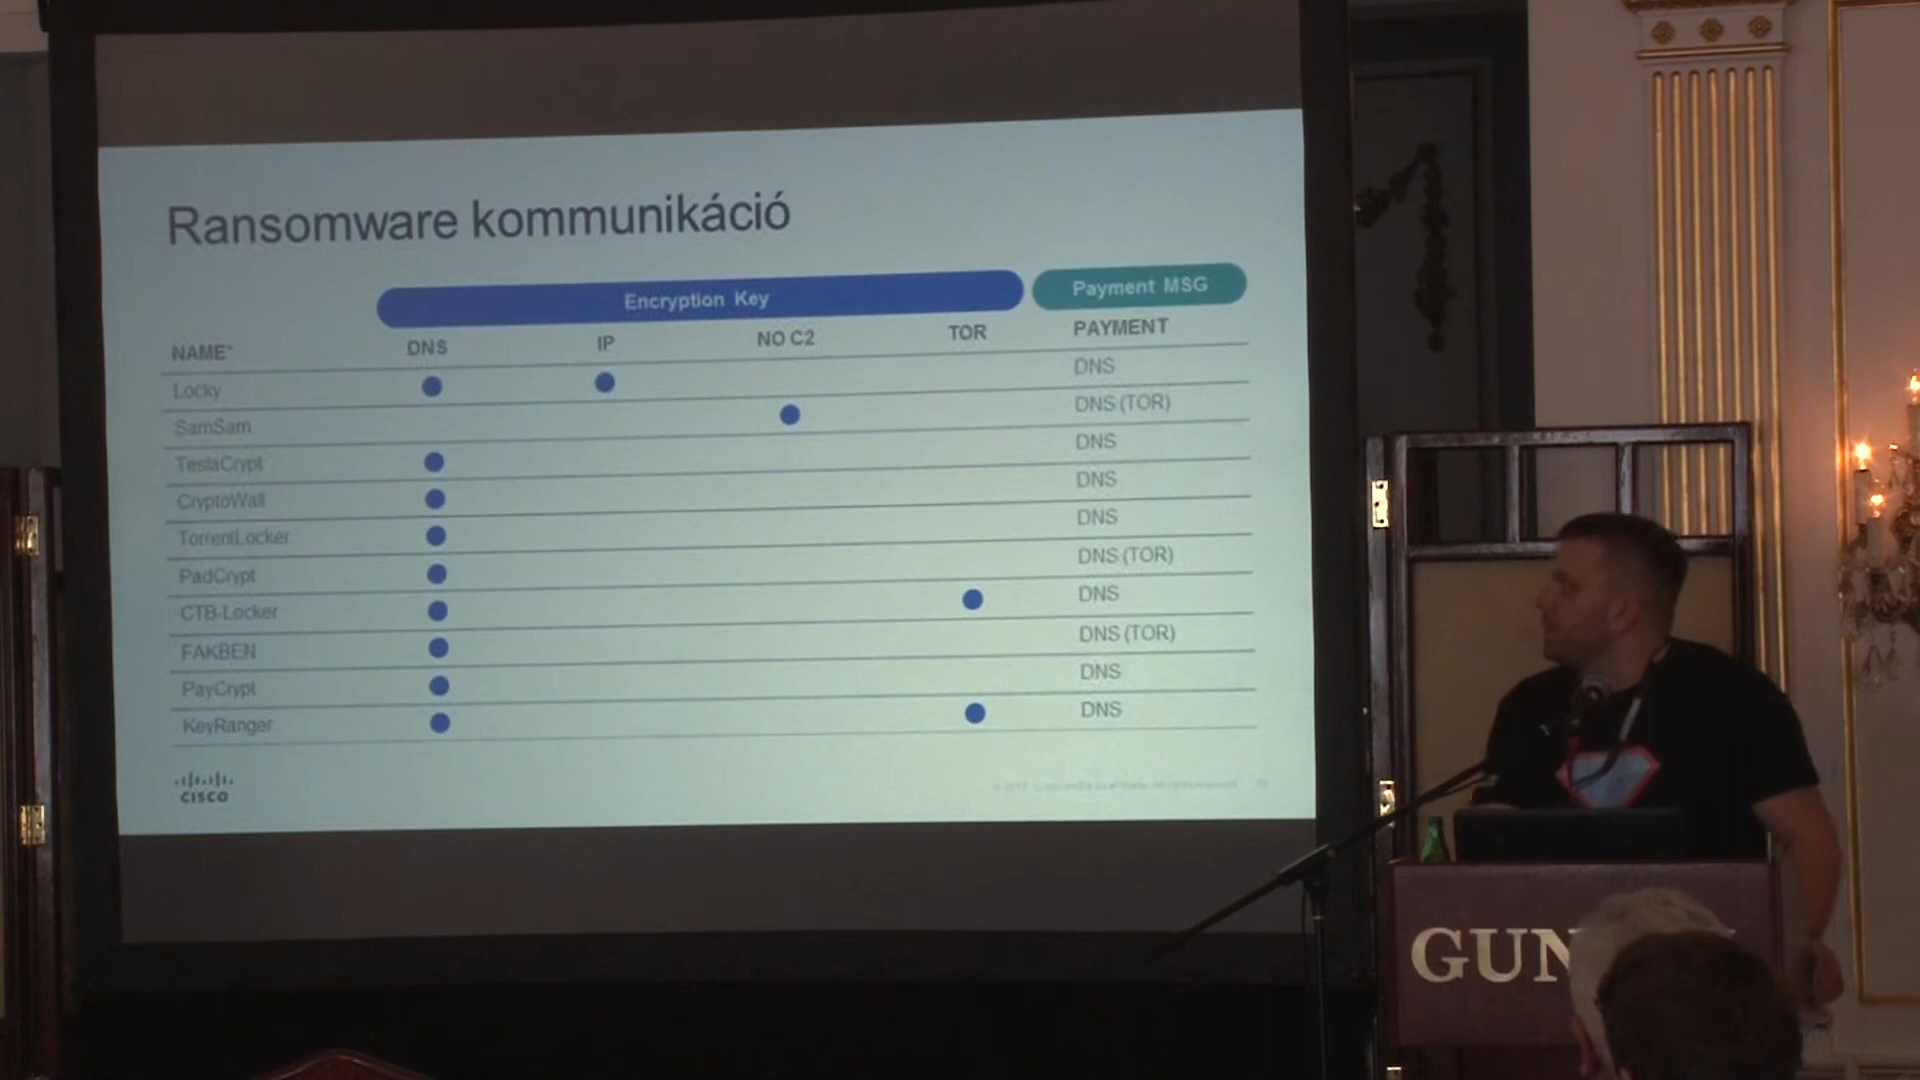 Ransomware kommunikáció
Encryption Key Payment MSG
NAME* DNS IP NO C2 TOR PAYMENT
Locky DNS
SamSam DNS (TOR)
TeslaCrypt DNS
CryptoWall DNS
TorrentLocker DNS
PadCrypt DNS (TOR)
CTB-Locker DNS
FAKBEN DNS (TOR)
PayCrypt DNS
KeyRanger DNS
CISCO
GUN